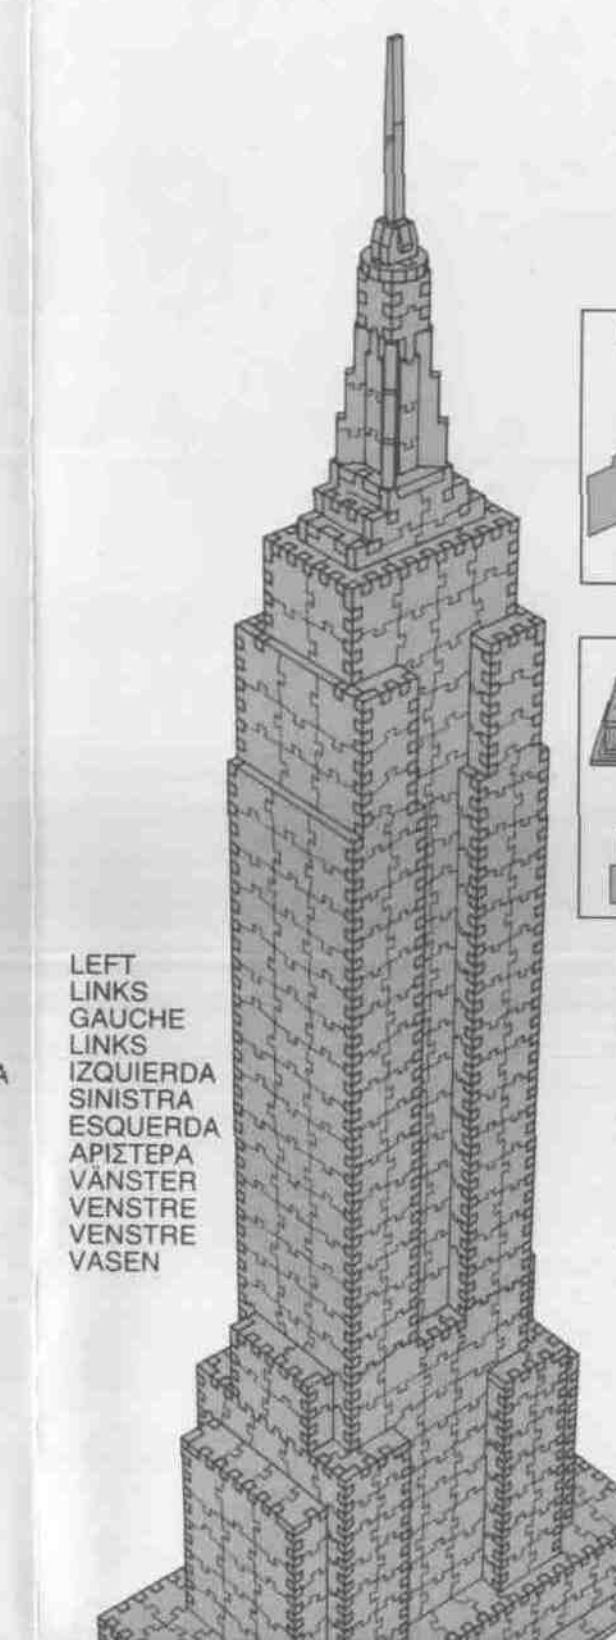 LEFT
LINKS
GAUCHE
LINKS
IZQUIERDA
SINISTRA
ESQUERDA
ΑΡΙΣΤΕΡΑ
VÄNSTER
VENSTRE
VENSTRE
VASEN
A